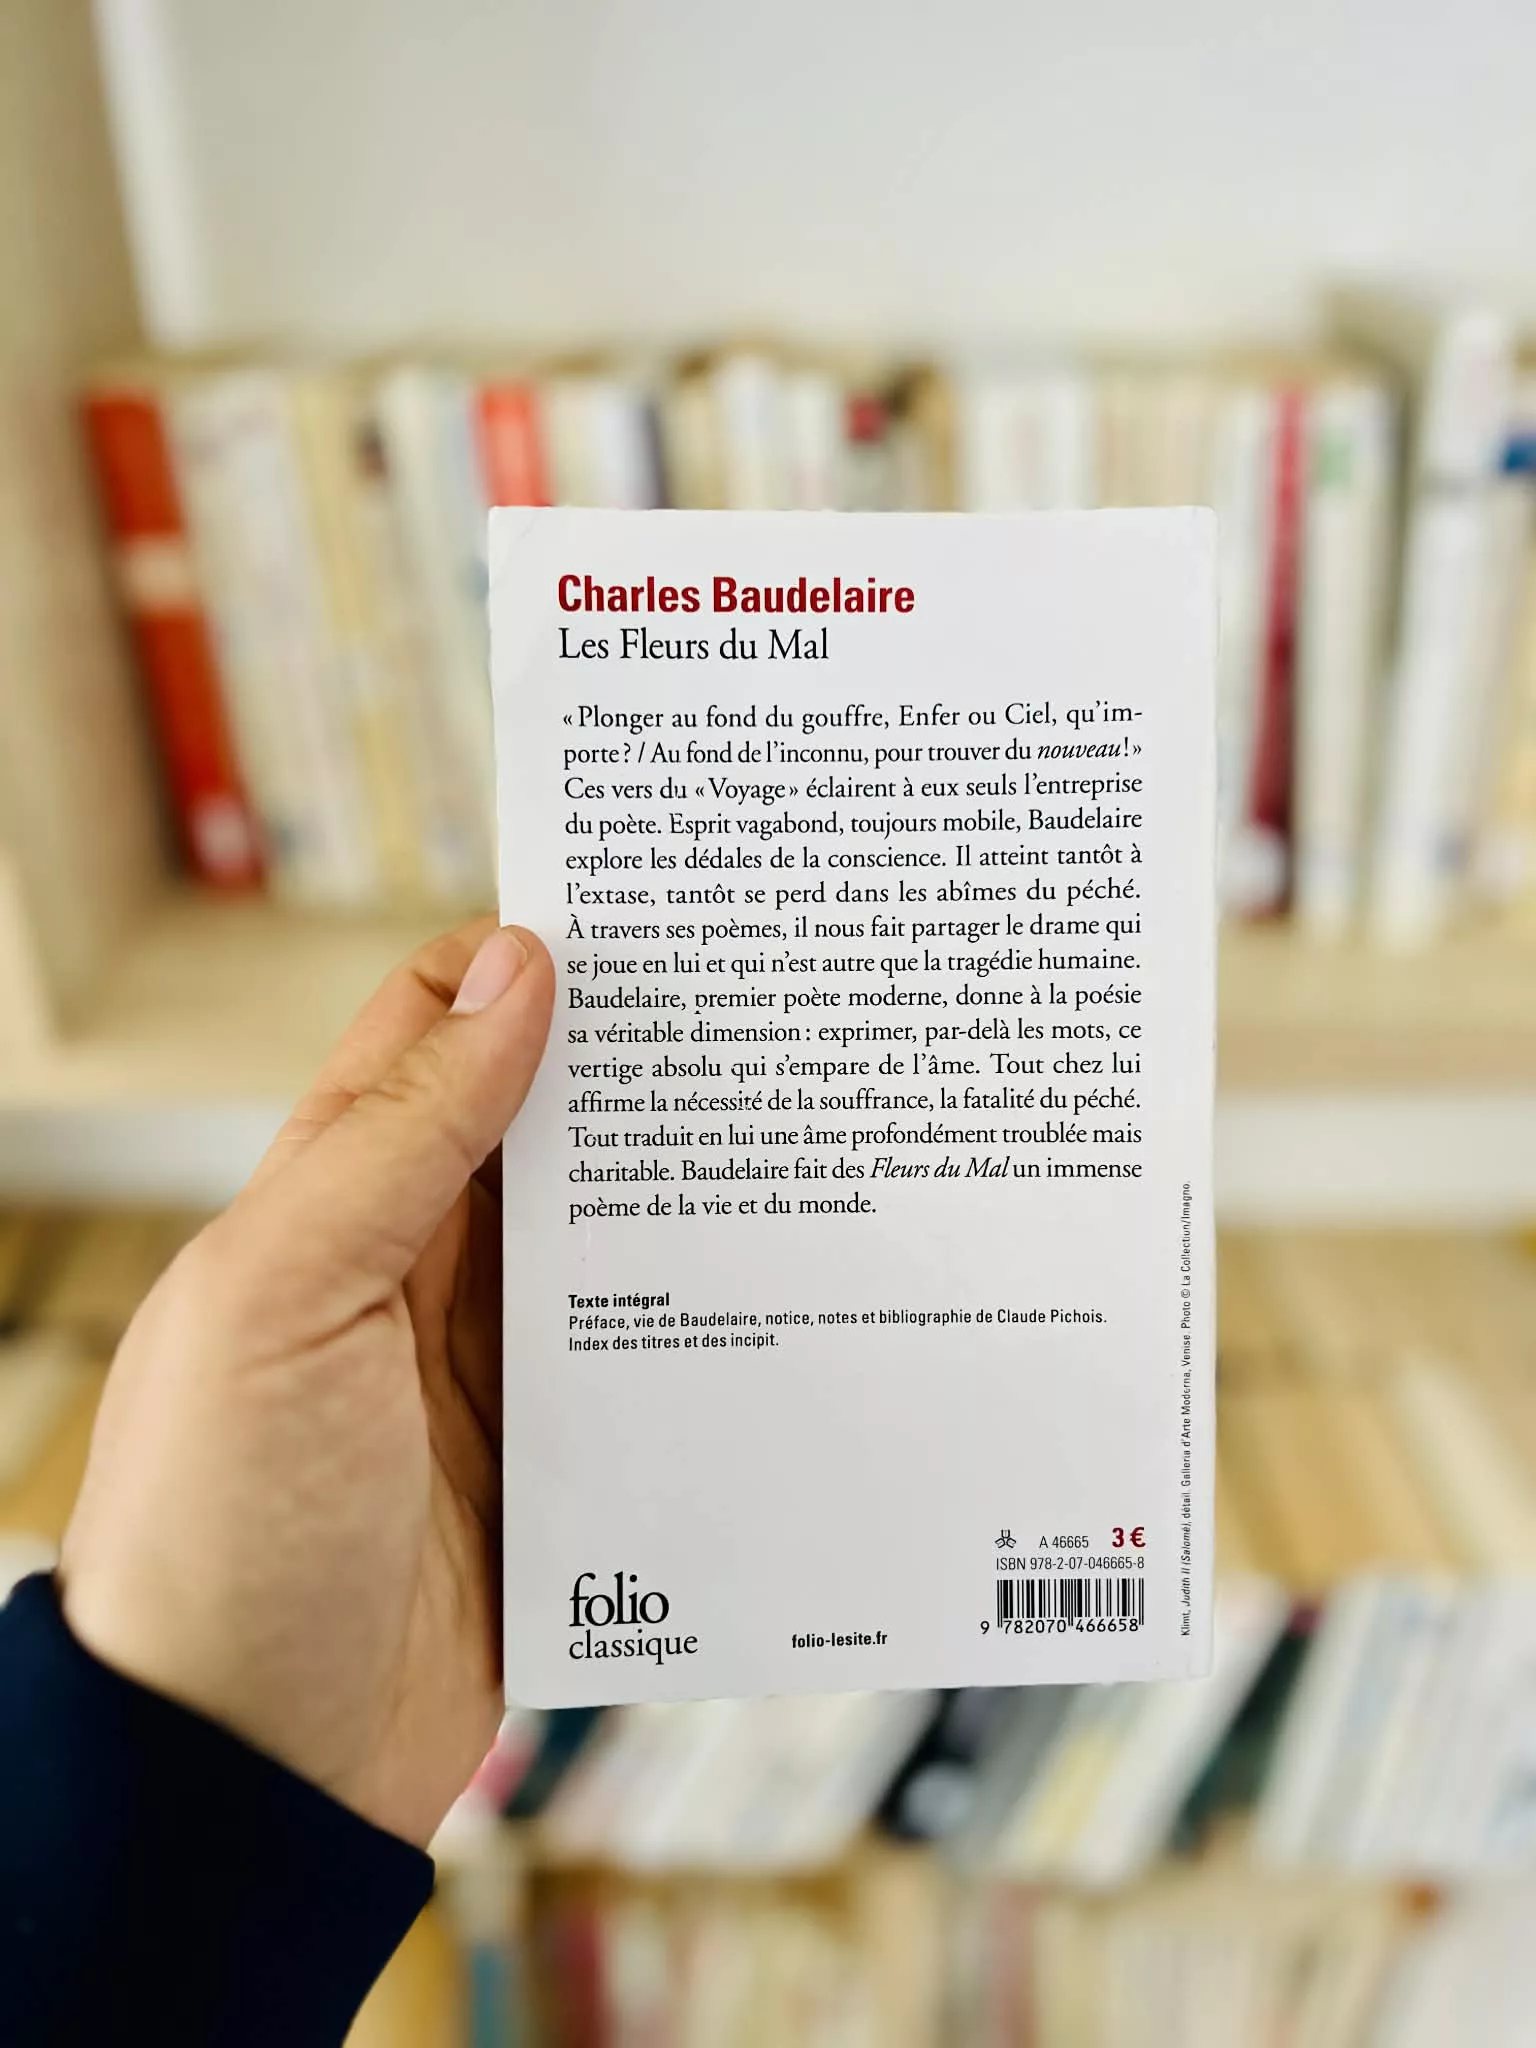 Charles Baudelaire
Les Fleurs du Mal
« Plonger au fond du gouffre, Enfer ou Ciel, qu'im-
porte ? / Au fond de l'inconnu, pour trouver du nouveau ! »
Ces vers du « Voyage » éclairent à eux seuls l'entreprise
du poète. Esprit vagabond, toujours mobile, Baudelaire
explore les dédales de la conscience. Il atteint tantôt à
l'extase, tantôt se perd dans les abîmes du péché.
À travers ses poèmes, il nous fait partager le drame qui
se joue en lui et qui n'est autre que la tragédie humaine.
Baudelaire, premier poète moderne, donne à la poésie
sa véritable dimension : exprimer, par-delà les mots, ce
vertige absolu qui s'empare de l'âme. Tout chez lui
affirme la nécessité de la souffrance, la fatalité du péché.
Tout traduit en lui une âme profondément troublée mais
charitable. Baudelaire fait des Fleurs du Mal un immense
poème de la vie et du monde.
Texte intégral
Préface, vie de Baudelaire, notice, notes et bibliographie de Claude Pichois.
Index des titres et des incipit.
A 46665 3 €
ISBN 978-2-07-046665-8
9 782070 466658
folio
classique
folio-lesite.fr
Klimt, Judith II (Salomé), détail. Galleria d'Arte Moderna, Venise. Photo © La Collection/Imagno.